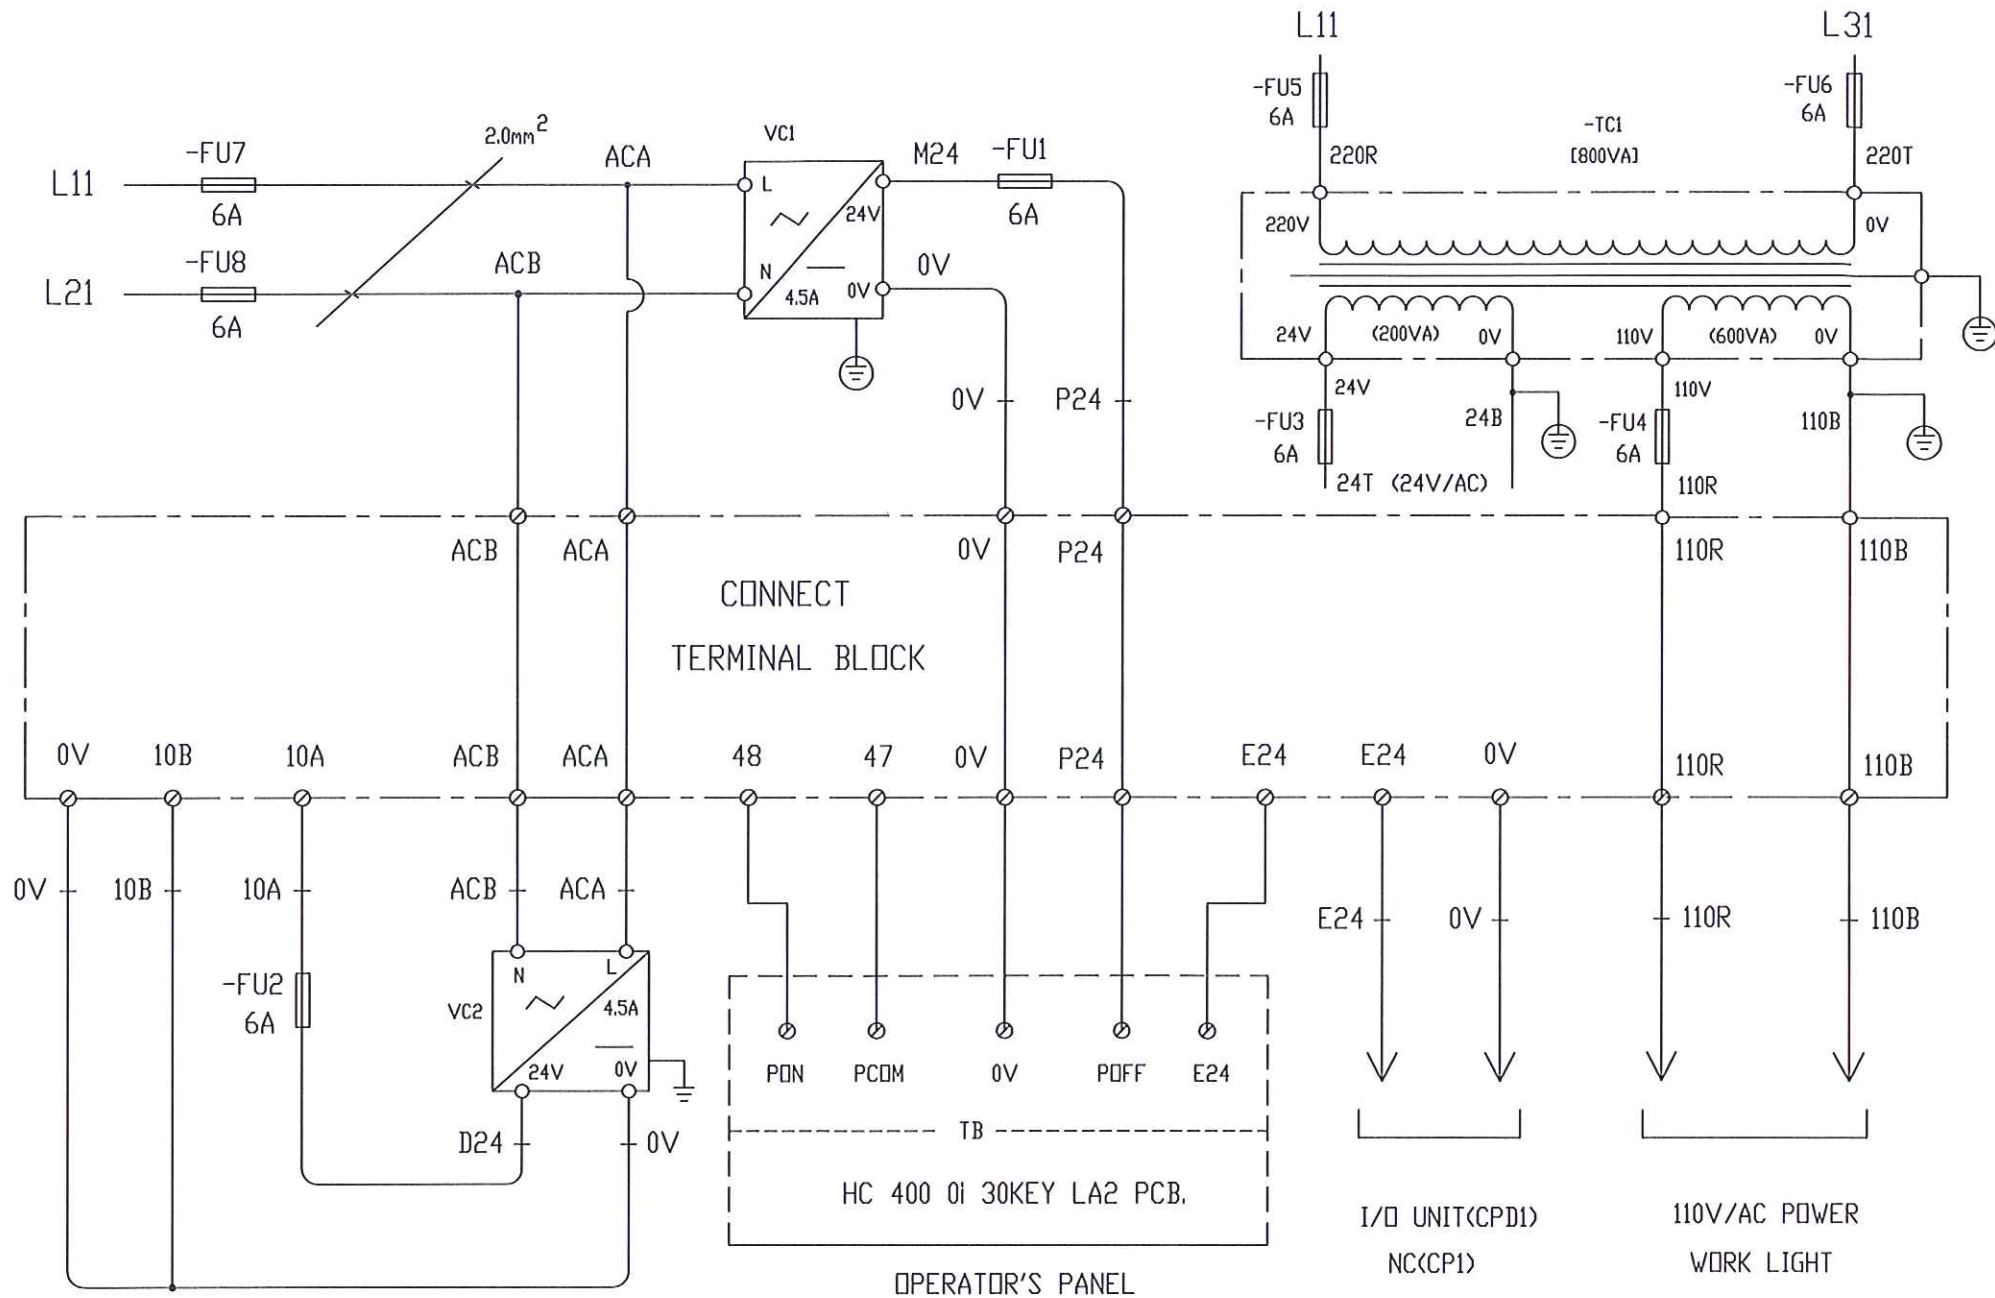 L11
L31
-FU5
6A
-FU6
6A
-TC1
[800VA]
220R
220T
2.0mm²
VC1
-FU7
L11
6A
ACA
L
24V
M24
-FU1
6A
-FU8
L21
6A
ACB
N
4.5A
0V
0V
220V
0V
24V
(200VA)
0V
110V
(600VA)
0V
0V
P24
24V
-FU3
6A
24B
24T (24V/AC)
110V
-FU4
6A
110B
110R
ACB
ACA
0V
P24
110R
110B
CONNECT
TERMINAL BLOCK
0V
10B
10A
ACB
ACA
48
47
0V
P24
E24
E24
0V
110R
110B
0V
10B
10A
ACB
ACA
E24
0V
110R
110B
-FU2
6A
VC2
N
L
4.5A
24V
0V
D24
0V
PON
PCOM
0V
POFF
E24
TB
HC 400 0i 30KEY LA2 PCB.
OPERATOR'S PANEL
I/O UNIT(CPD1)
NC(CP1)
110V/AC POWER
WORK LIGHT